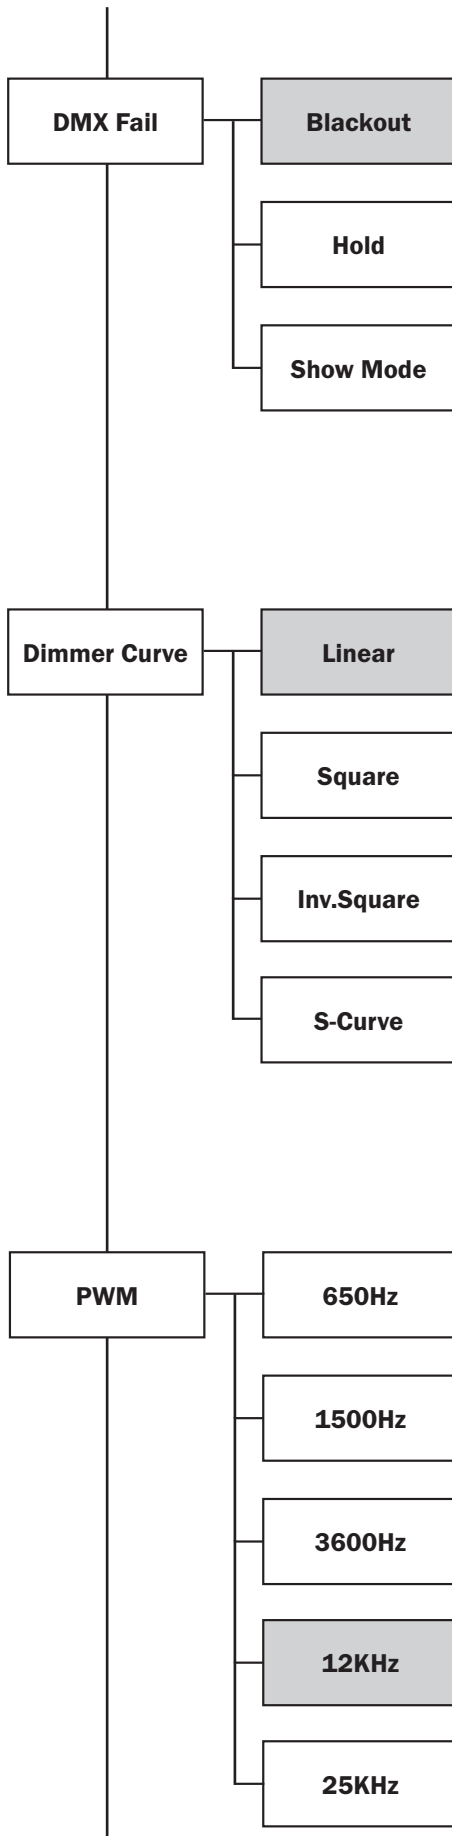 DMX Fail
Blackout
Hold
Show Mode
Dimmer Curve
Linear
Square
Inv.Square
S-Curve
PWM
650Hz
1500Hz
3600Hz
12KHz
25KHz